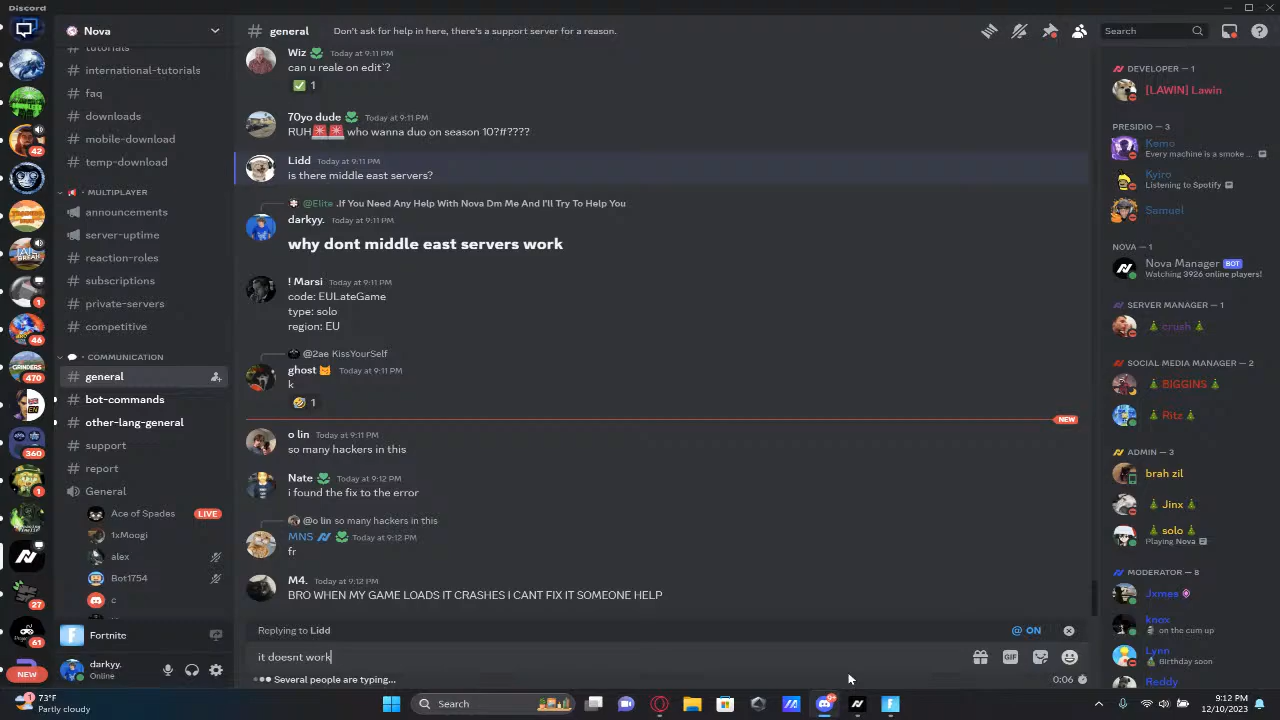 Discord
Nova
tutorials
international-tutorials
faq
downloads
mobile-download
temp-download
MULTIPLAYER
announcements
server-uptime
reaction-roles
subscriptions
private-servers
competitive
COMMUNICATION
general
bot-commands
other-lang-general
support
report
General
Ace of Spades LIVE
1xMoogi
alex
Bot1754
c
Fortnite
darkyy.
Online
42
1
46
GRINDERS
470
EN
360
1
27
61
NEW
# general Don't ask for help in here, there's a support server for a reason.
Search
Wiz Today at 9:11 PM
can u reale on edit`?
1
70yo dude Today at 9:11 PM
RUH🚨🚨 who wanna duo on season 10?#????
Lidd Today at 9:11 PM
is there middle east servers?
@Elite .If You Need Any Help With Nova Dm Me And I'll Try To Help You
darkyy. Today at 9:11 PM
why dont middle east servers work
! Marsi Today at 9:11 PM
code: EULateGame
type: solo
region: EU
@2ae KissYourSelf
ghost Today at 9:11 PM
k
1
NEW
o lin Today at 9:11 PM
so many hackers in this
Nate Today at 9:12 PM
i found the fix to the error
@o lin so many hackers in this
MNS Today at 9:12 PM
fr
M4. Today at 9:12 PM
BRO WHEN MY GAME LOADS IT CRASHES I CANT FIX IT SOMEONE HELP
Replying to Lidd
@ ON
it doesnt work
GIF
Several people are typing...
0:06
DEVELOPER — 1
[LAWIN] Lawin
PRESIDIO — 3
Kemo
Every machine is a smoke ...
Kyiro
Listening to Spotify
Samuel
NOVA — 1
Nova Manager BOT
Watching 3926 online players!
SERVER MANAGER — 1
crush
SOCIAL MEDIA MANAGER — 2
BIGGINS
Ritz
ADMIN — 3
brah zil
Jinx
solo
Playing Nova
MODERATOR — 8
Jxmes
knox
on the cum up
Lynn
Birthday soon
Reddy
73°F
Partly cloudy
1
Search
9+
9:12 PM
12/10/2023